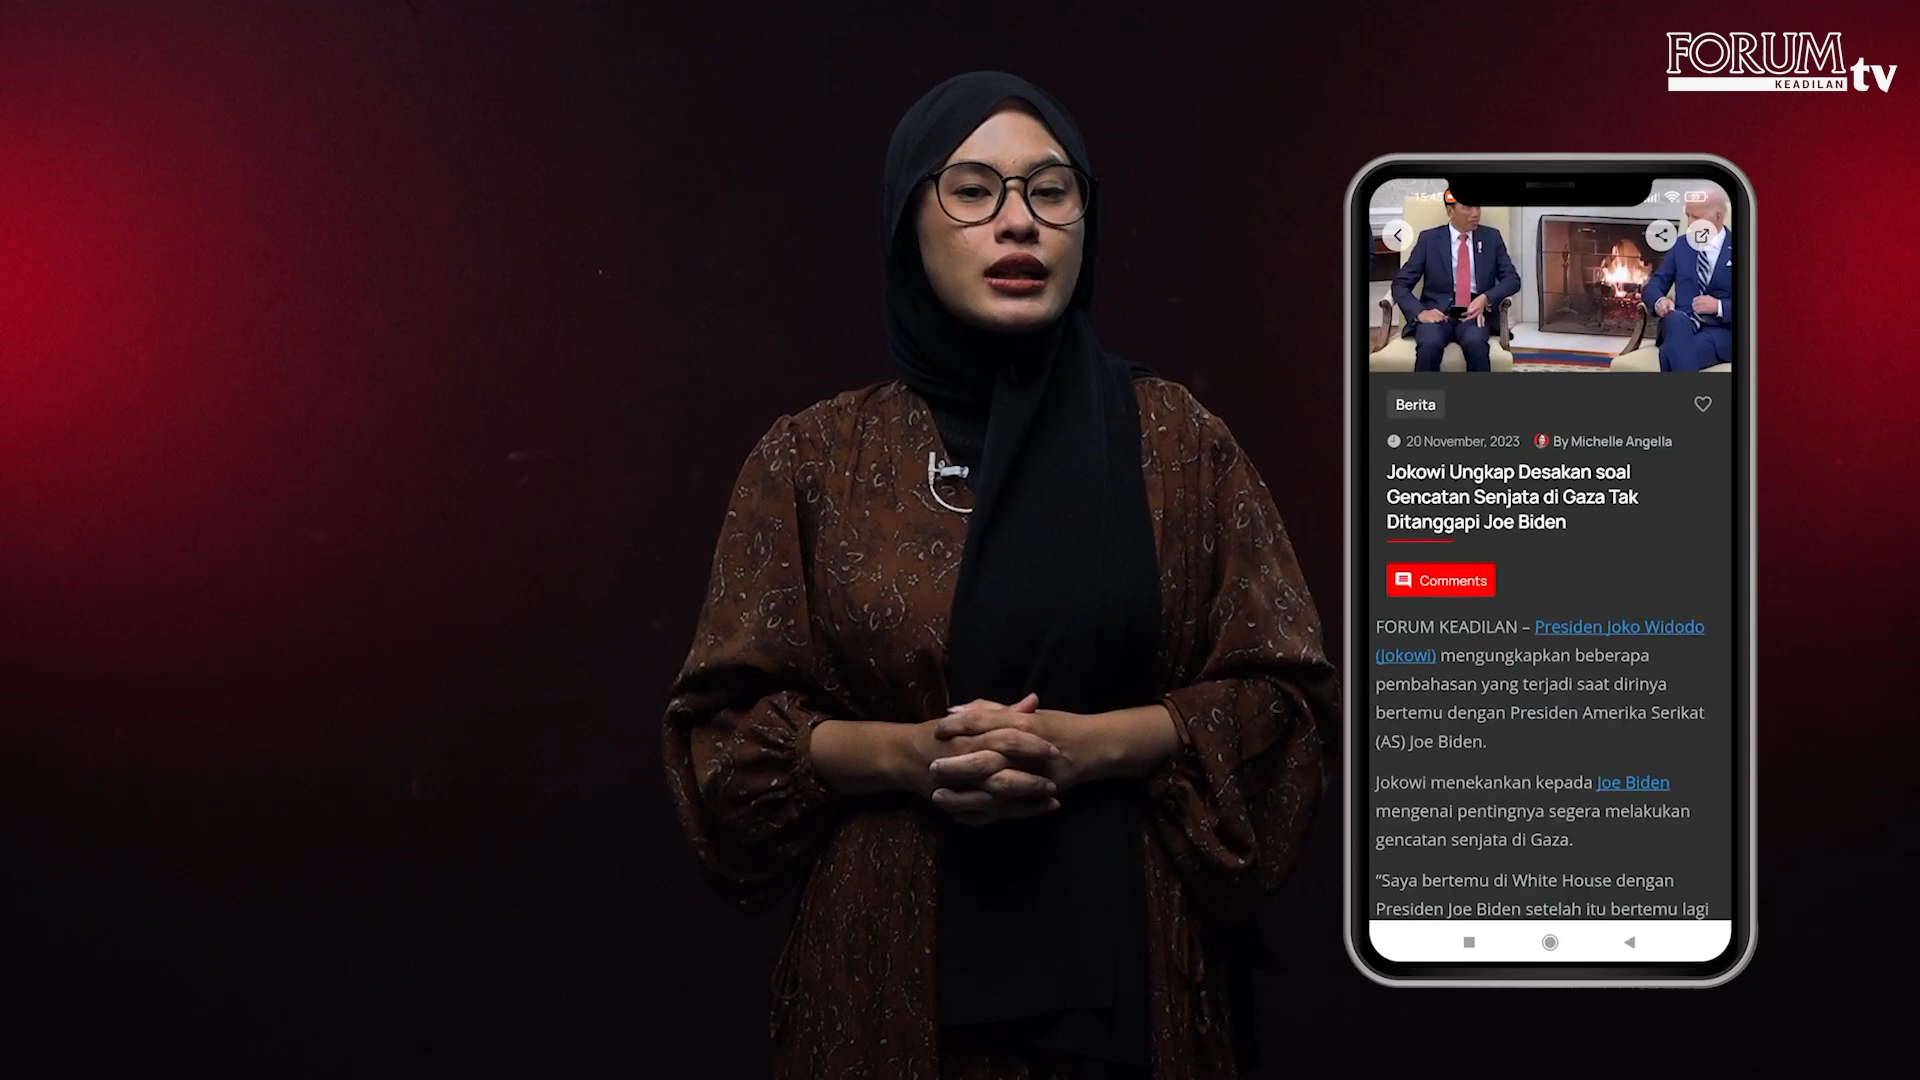 FORUM
KEADILAN
tv
15:45
Berita
20 November, 2023 By Michelle Angella
Jokowi Ungkap Desakan soal
Gencatan Senjata di Gaza Tak
Ditanggapi Joe Biden
Comments
FORUM KEADILAN – Presiden Joko Widodo
(Jokowi) mengungkapkan beberapa
pembahasan yang terjadi saat dirinya
bertemu dengan Presiden Amerika Serikat
(AS) Joe Biden.
Jokowi menekankan kepada Joe Biden
mengenai pentingnya segera melakukan
gencatan senjata di Gaza.
“Saya bertemu di White House dengan
Presiden Joe Biden setelah itu bertemu lagi